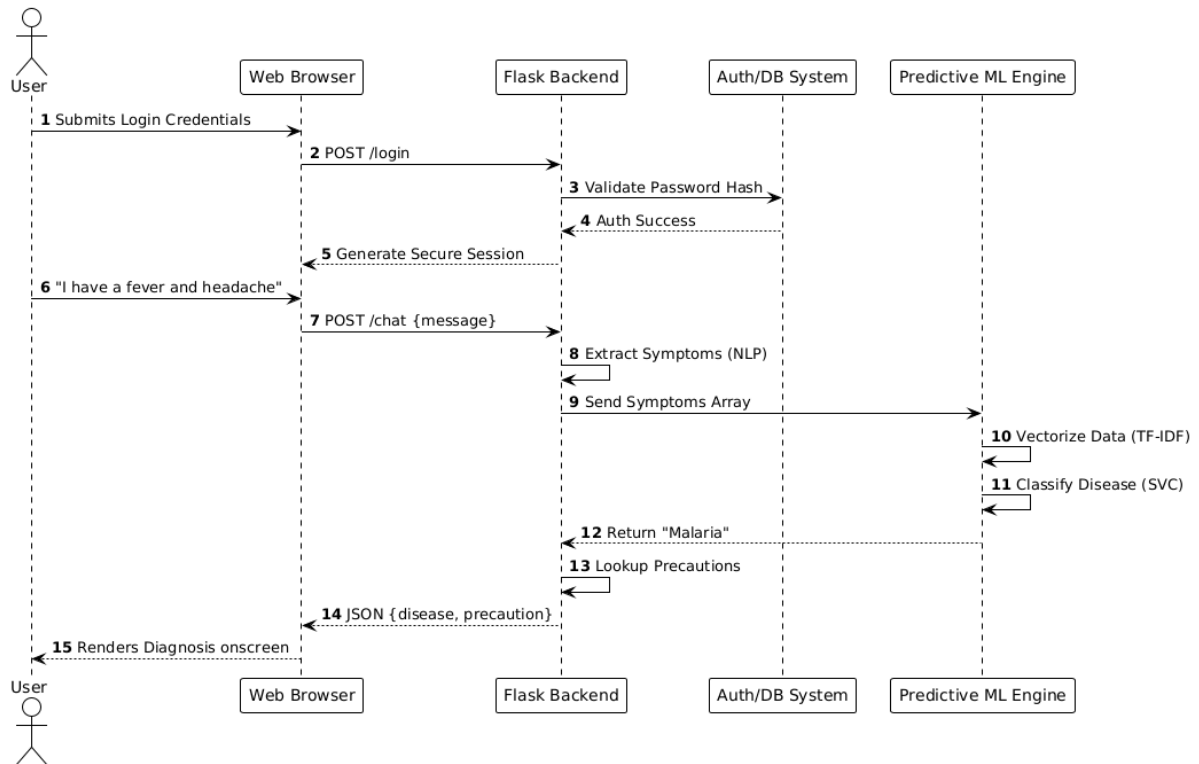 User
Web Browser
Flask Backend
Auth/DB System
Predictive ML Engine
1 Submits Login Credentials
2 POST /login
3 Validate Password Hash
4 Auth Success
5 Generate Secure Session
6 "I have a fever and headache"
7 POST /chat {message}
8 Extract Symptoms (NLP)
9 Send Symptoms Array
10 Vectorize Data (TF-IDF)
11 Classify Disease (SVC)
12 Return "Malaria"
13 Lookup Precautions
14 JSON {disease, precaution}
15 Renders Diagnosis onscreen
User
Web Browser
Flask Backend
Auth/DB System
Predictive ML Engine